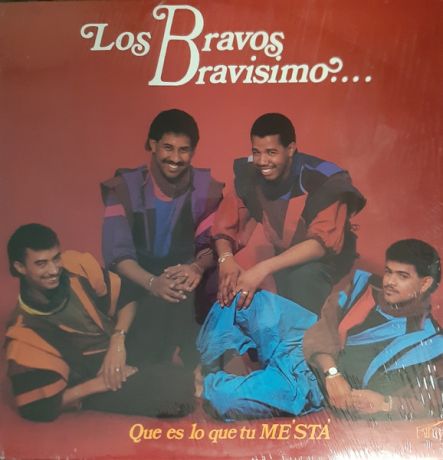 Los Bravos
Bravisimo?...
Que es lo que tu ME'STA